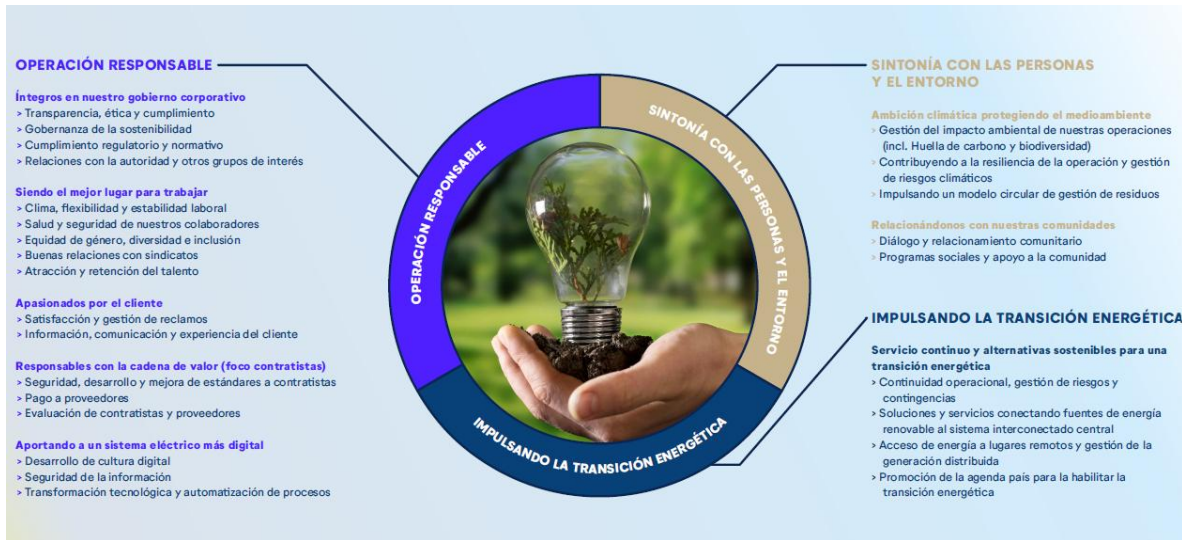 OPERACIÓN RESPONSABLE
Íntegros en nuestro gobierno corporativo
> Transparencia, ética y cumplimiento
> Gobernanza de la sostenibilidad
> Cumplimiento regulatorio y normativo
> Relaciones con la autoridad y otros grupos de interés
Siendo el mejor lugar para trabajar
> Clima, flexibilidad y estabilidad laboral
> Salud y seguridad de nuestros colaboradores
> Equidad de género, diversidad e inclusión
> Buenas relaciones con sindicatos
> Atracción y retención del talento
Apasionados por el cliente
> Satisfacción y gestión de reclamos
> Información, comunicación y experiencia del cliente
Responsables con la cadena de valor (foco contratistas)
> Seguridad, desarrollo y mejora de estándares a contratistas
> Pago a proveedores
> Evaluación de contratistas y proveedores
Aportando a un sistema eléctrico más digital
> Desarrollo de cultura digital
> Seguridad de la información
> Transformación tecnológica y automatización de procesos
OPERACIÓN RESPONSABLE
SINTONÍA CON LAS PERSONAS Y EL ENTORNO
IMPULSANDO LA TRANSICIÓN ENERGÉTICA
SINTONÍA CON LAS PERSONAS
Y EL ENTORNO
Ambición climática protegiendo el medioambiente
> Gestión del impacto ambiental de nuestras operaciones
(incl. Huella de carbono y biodiversidad)
> Contribuyendo a la resiliencia de la operación y gestión
de riesgos climáticos
> Impulsando un modelo circular de gestión de residuos
Relacionándonos con nuestras comunidades
> Diálogo y relacionamiento comunitario
> Programas sociales y apoyo a la comunidad
IMPULSANDO LA TRANSICIÓN ENERGÉTICA
Servicio continuo y alternativas sostenibles para una
transición energética
> Continuidad operacional, gestión de riesgos y
contingencias
> Soluciones y servicios conectando fuentes de energía
renovable al sistema interconectado central
> Acceso de energía a lugares remotos y gestión de la
generación distribuida
> Promoción de la agenda país para la habilitar la
transición energética